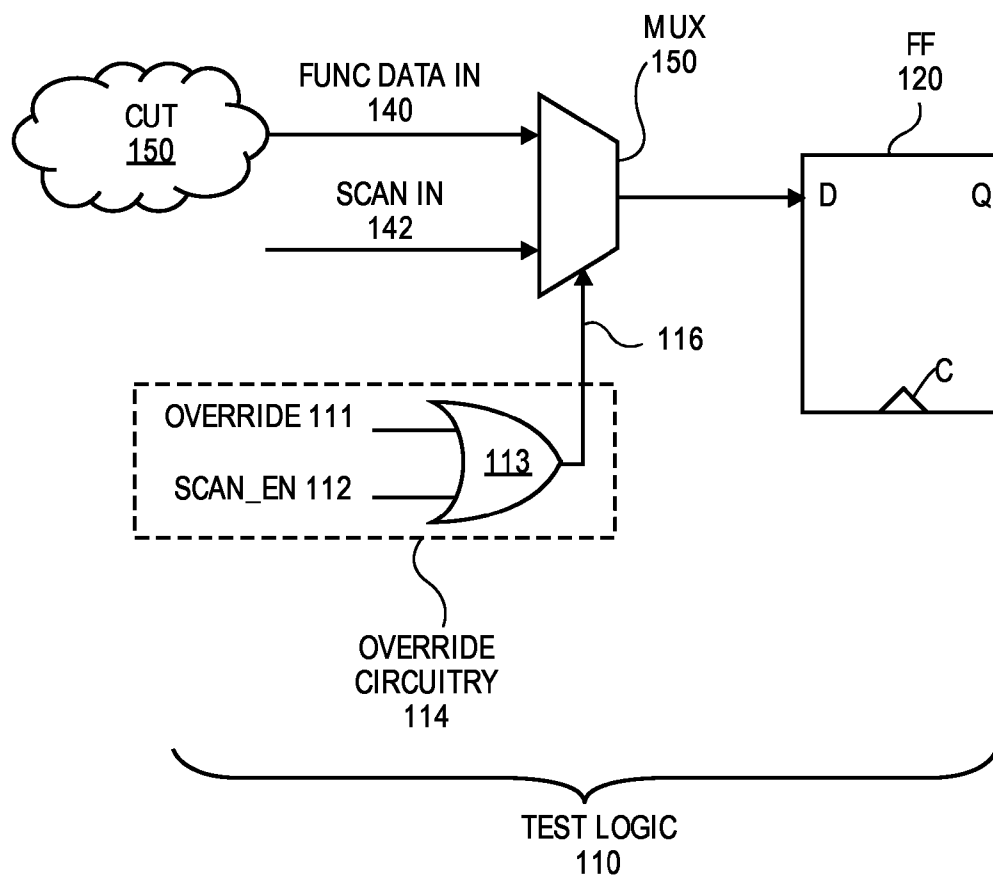 MUX
150
FF
120
FUNC DATA IN
140
CUT
150
SCAN IN
142
D
Q
116
C
OVERRIDE 111
113
SCAN_EN 112
OVERRIDE
CIRCUITRY
114
TEST LOGIC
110